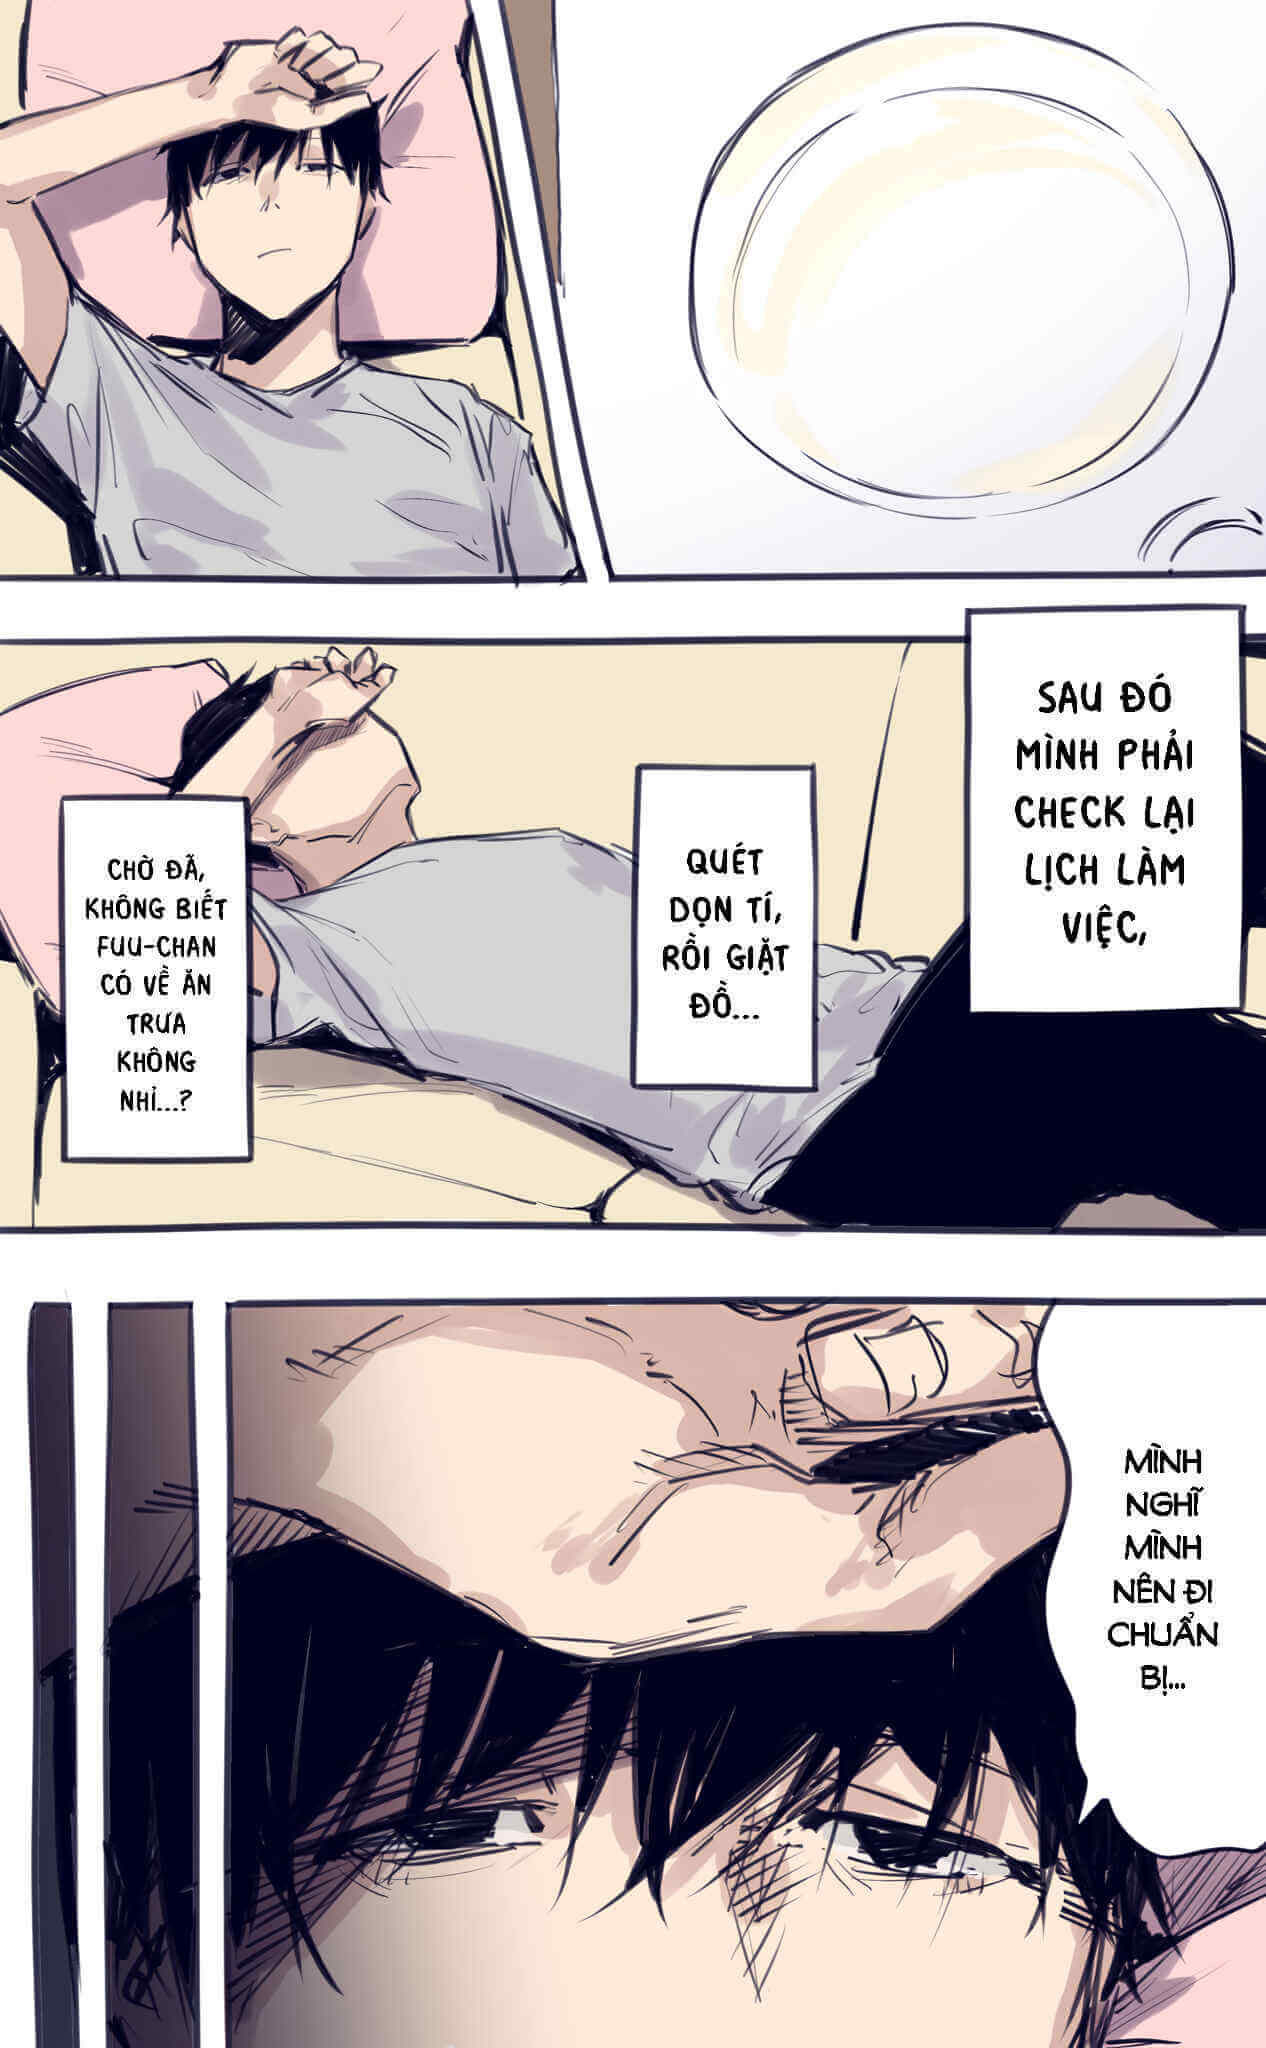 SAU ĐÓ
MÌNH PHẢI
CHECK LẠI
LỊCH LÀM
VIỆC,
QUÉT
DỌN TÍ,
RỒI GIẶT
ĐỒ...
CHỜ ĐÃ,
KHÔNG BIẾT
FUU-CHAN
CÓ VỀ ĂN
TRƯA
KHÔNG
NHỈ...?
MÌNH
NGHĨ
MÌNH
NÊN ĐI
CHUẨN
BỊ...